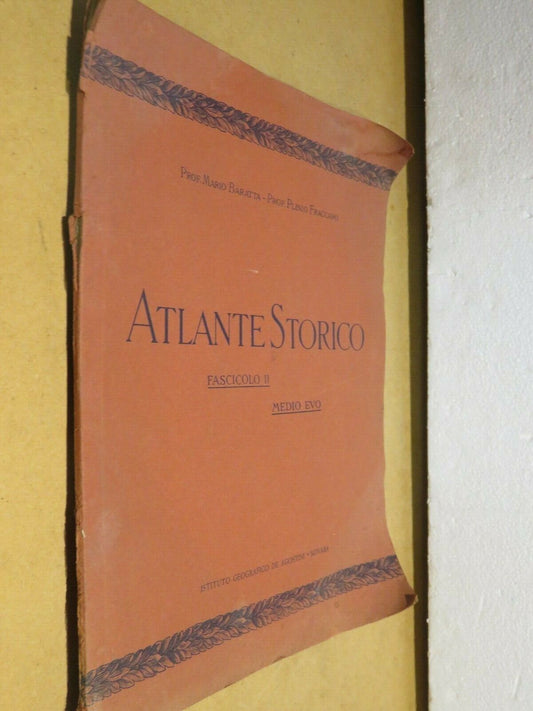 PROF. MARIO BARATTA - PROF. PLINIO FRACCARO
ATLANTE STORICO
FASCICOLO II
MEDIO EVO
ISTITUTO GEOGRAFICO DE AGOSTINI - NOVARA